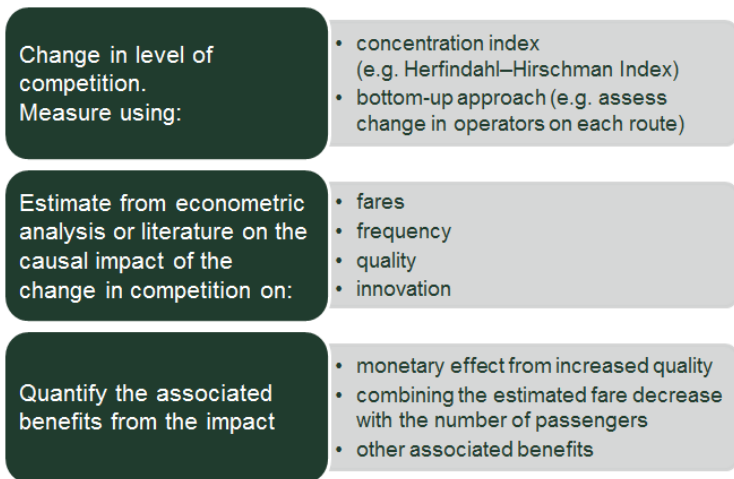 Change in level of
competition.
Measure using:
• concentration index
(e.g. Herfindahl–Hirschman Index)
• bottom-up approach (e.g. assess
change in operators on each route)
Estimate from econometric
analysis or literature on the
causal impact of the
change in competition on:
• fares
• frequency
• quality
• innovation
Quantify the associated
benefits from the impact
• monetary effect from increased quality
• combining the estimated fare decrease
with the number of passengers
• other associated benefits